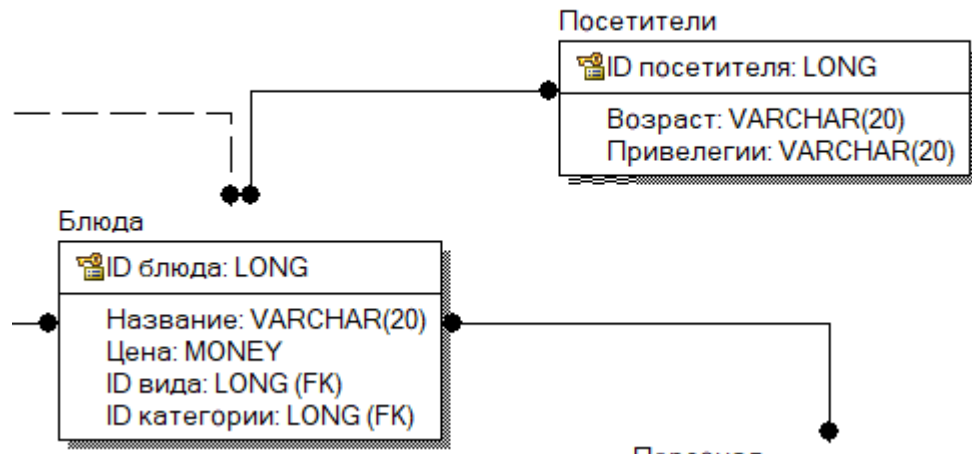 Посетители
ID посетителя: LONG
Возраст: VARCHAR(20)
Привелегии: VARCHAR(20)
Блюда
ID блюда: LONG
Название: VARCHAR(20)
Цена: MONEY
ID вида: LONG (FK)
ID категории: LONG (FK)